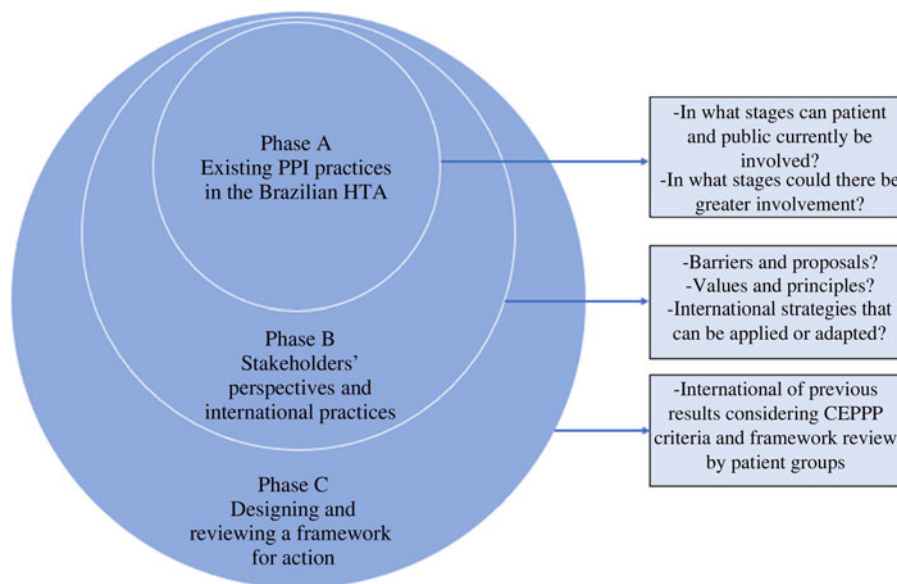 Phase A
Existing PPI practices
in the Brazilian HTA
-In what stages can patient
and public currently be
involved?
-In what stages could there be
greater involvement?
Phase B
Stakeholders’
perspectives and
international practices
-Barriers and proposals?
-Values and principles?
-International strategies that
can be applied or adapted?
Phase C
Designing and
reviewing a framework
for action
-International of previous
results considering CEPPP
criteria and framework review
by patient groups